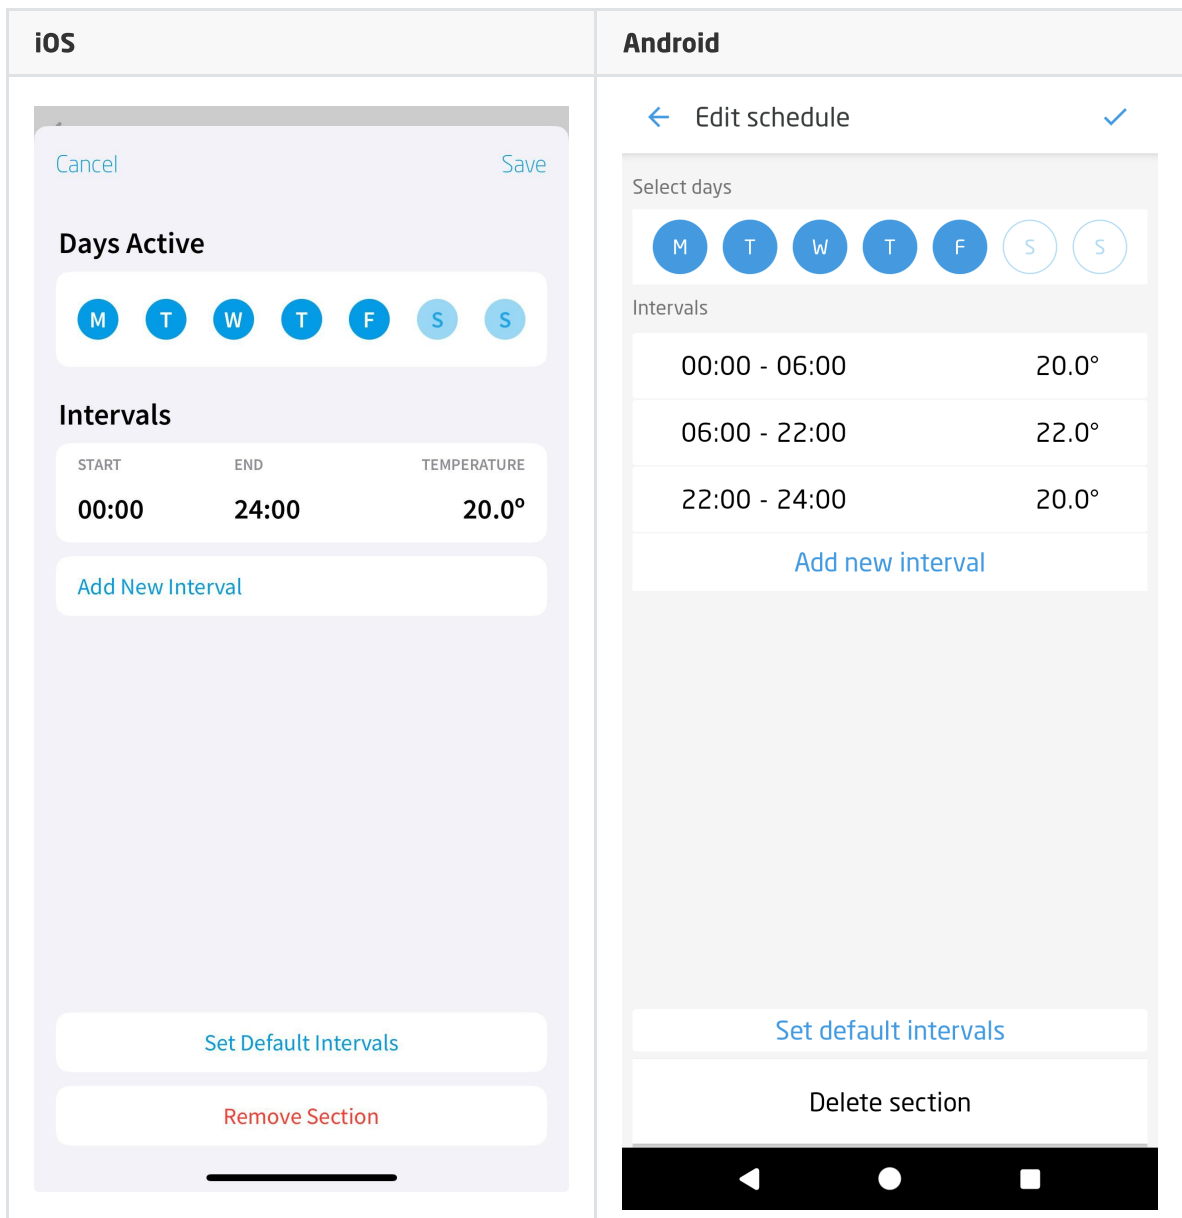 iOS
Android
Cancel
Save
Days Active
M T W T F S S
Intervals
START END TEMPERATURE
00:00 24:00 20.0º
Add New Interval
Set Default Intervals
Remove Section
Edit schedule
Select days
M T W T F S S
Intervals
00:00 - 06:00 20.0°
06:00 - 22:00 22.0°
22:00 - 24:00 20.0°
Add new interval
Set default intervals
Delete section